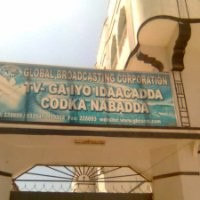 GLOBAL BROADCASTING CORPORATION
TV-GA IYO IDAACADDA
CODKA NABADDA